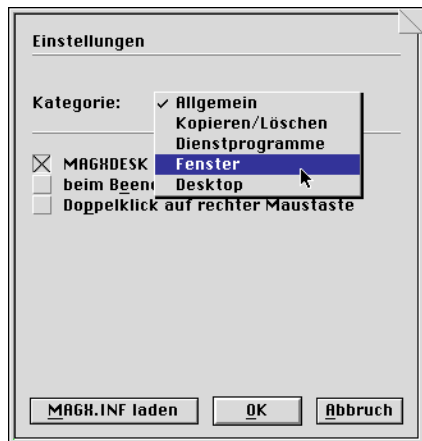 Einstellungen
Kategorie:
✓ Allgemein
Kopieren/Löschen
Dienstprogramme
Fenster
Desktop
MAGXDESK
beim Been
Doppelklick auf rechter Maustaste
MAGX.INF laden
OK
Abbruch